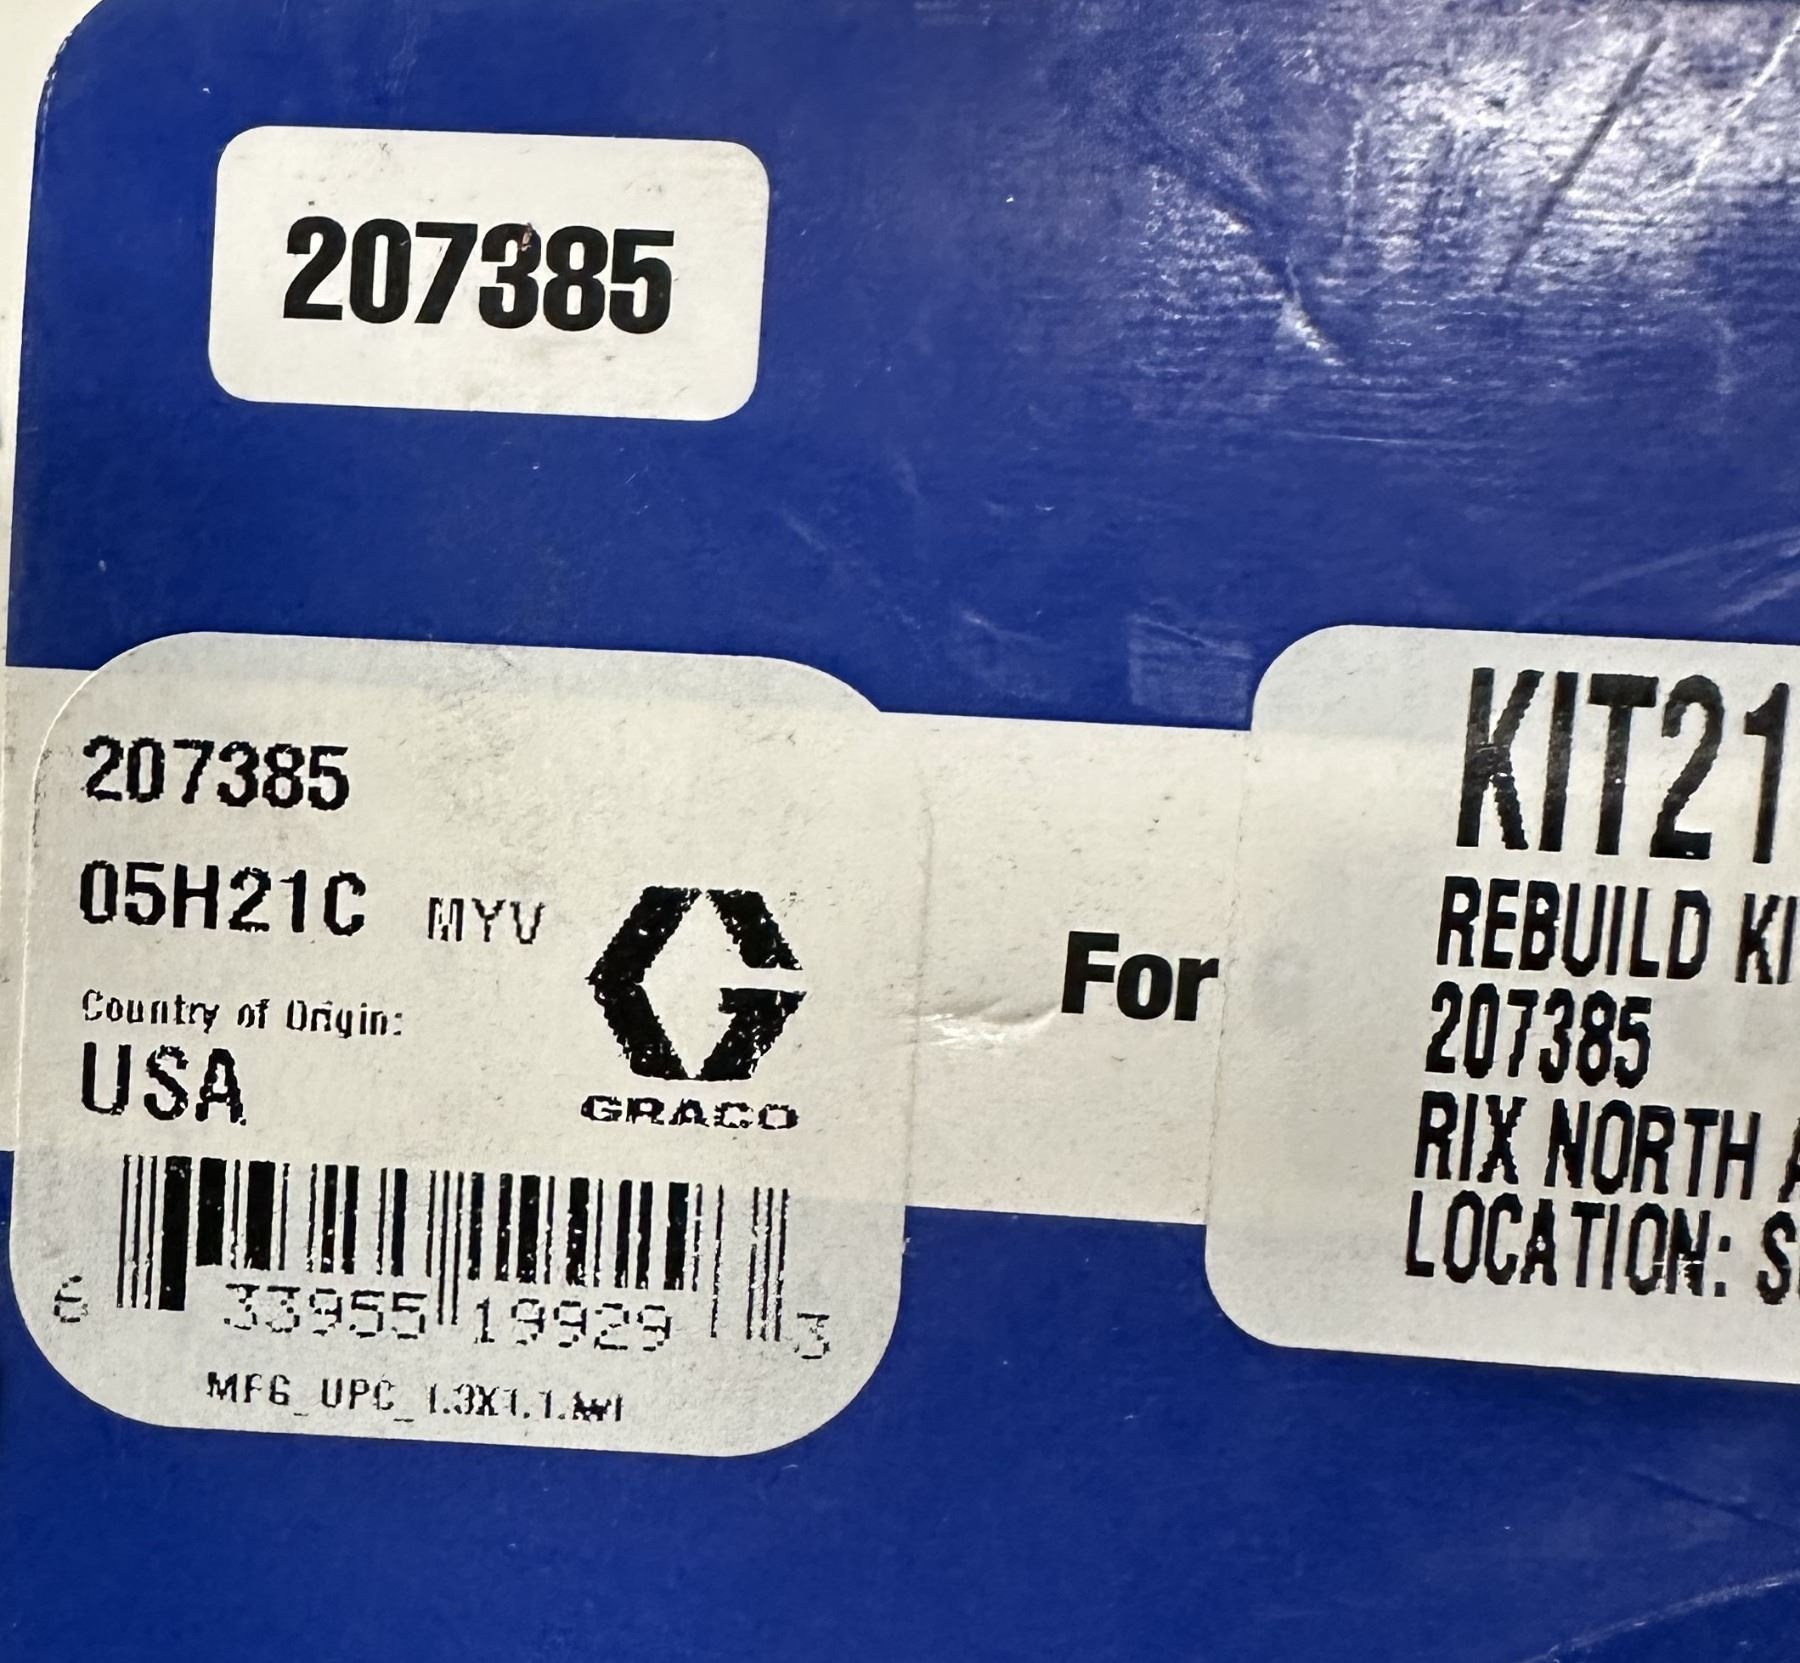 207385
207385
05H21C MYV
Country of Origin:
USA
GRACO
6 33955 19929 3
MFG_UPC_1.3X1.1.lwl
For
KIT21
REBUILD KI
207385
RIX NORTH A
LOCATION: S